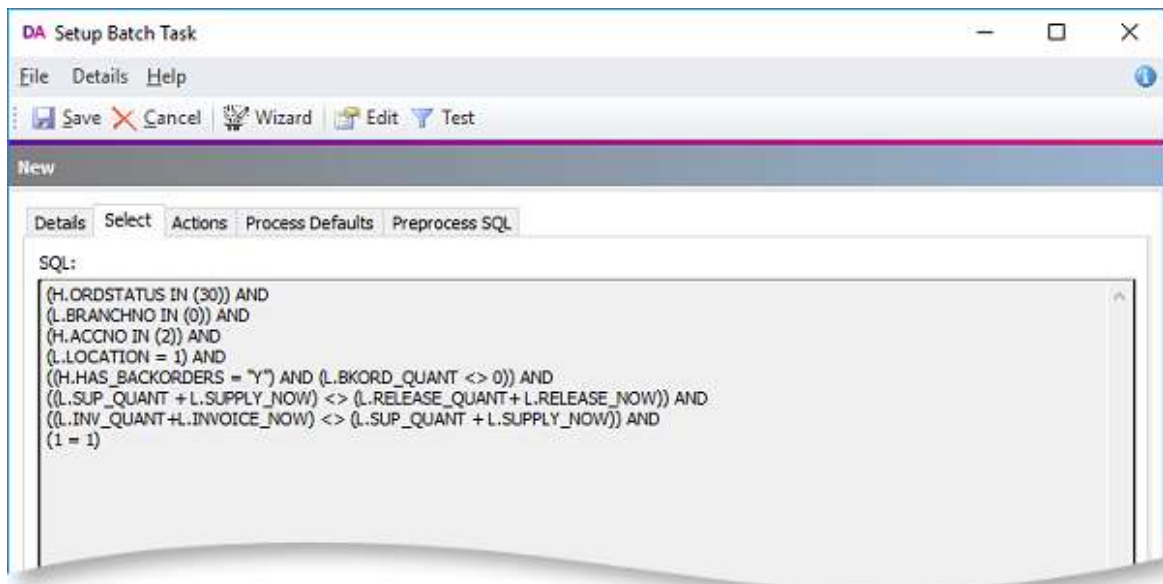 DA Setup Batch Task
File Details Help
Save Cancel Wizard Edit Test
New
Details Select Actions Process Defaults Preprocess SQL
SQL:
(H.ORDSTATUS IN (30)) AND
(L.BRANCHNO IN (0)) AND
(H.ACCNO IN (2)) AND
(L.LOCATION = 1) AND
((H.HAS_BACKORDERS = "Y") AND (L.BKORD_QUANT <> 0)) AND
((L.SUP_QUANT + L.SUPPLY_NOW) <> (L.RELEASE_QUANT+ L.RELEASE_NOW)) AND
((L.INV_QUANT+L.INVOICE_NOW) <> (L.SUP_QUANT + L.SUPPLY_NOW)) AND
(1 = 1)